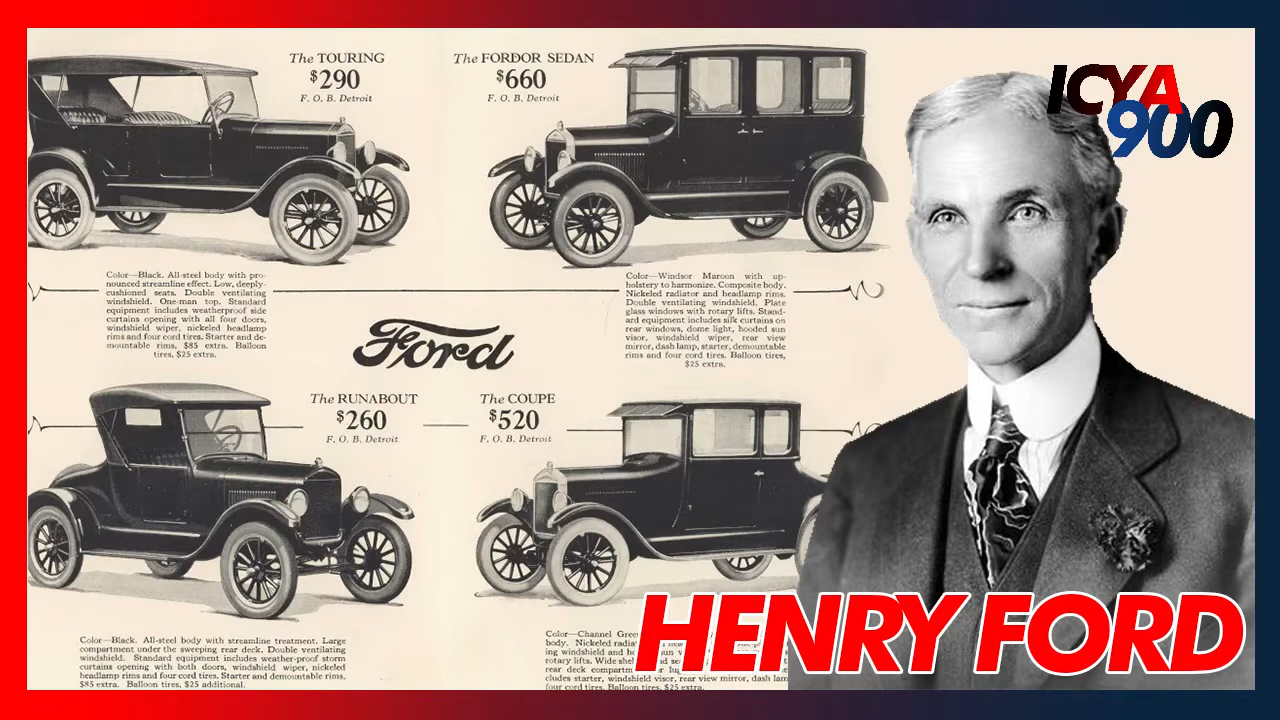 The TOURING
$290
F. O. B. Detroit
The FORDOR SEDAN
$660
F. O. B. Detroit
ICYA
900
Color—Black. All-steel body with pro-
nounced streamline effect. Low, deeply-
cushioned seats. Double ventilating
windshield. One-man top. Standard
equipment includes weatherproof side
curtains opening with all four doors,
windshield wiper, nickeled headlamp
rims and four cord tires. Starter and de-
mountable rims, $85 extra. Balloon
tires, $25 extra.
Color—Windsor Maroon with up-
holstery to harmonize. Composite body.
Nickeled radiator and headlamp rims.
Double ventilating windshield. Plate
glass windows with rotary lifts. Stand-
ard equipment includes silk curtains on
rear windows, dome light, hooded sun
visor, windshield wiper, rear view
mirror, dash lamp, starter, demountable
rims and four cord tires. Balloon tires,
$25 extra.
Ford
The RUNABOUT
$260
F. O. B. Detroit
The COUPE
$520
F. O. B. Detroit
Color—Black. All-steel body with streamline treatment. Large
compartment under the sweeping rear deck. Double ventilating
windshield. Standard equipment includes weather-proof storm
curtains opening with both doors, windshield wiper, nickeled
headlamp rims and four cord tires. Starter and demountable rims,
$85 extra. Balloon tires, $25 additional.
Color—Channel Gree
body. Nickeled radia
ing windshield and
rotary lifts. Wide
rear deck compartm
cludes starter, windshield visor, rear view mirror, dash lam
four cord tires. Balloon tires, $25 extra.
HENRY FORD